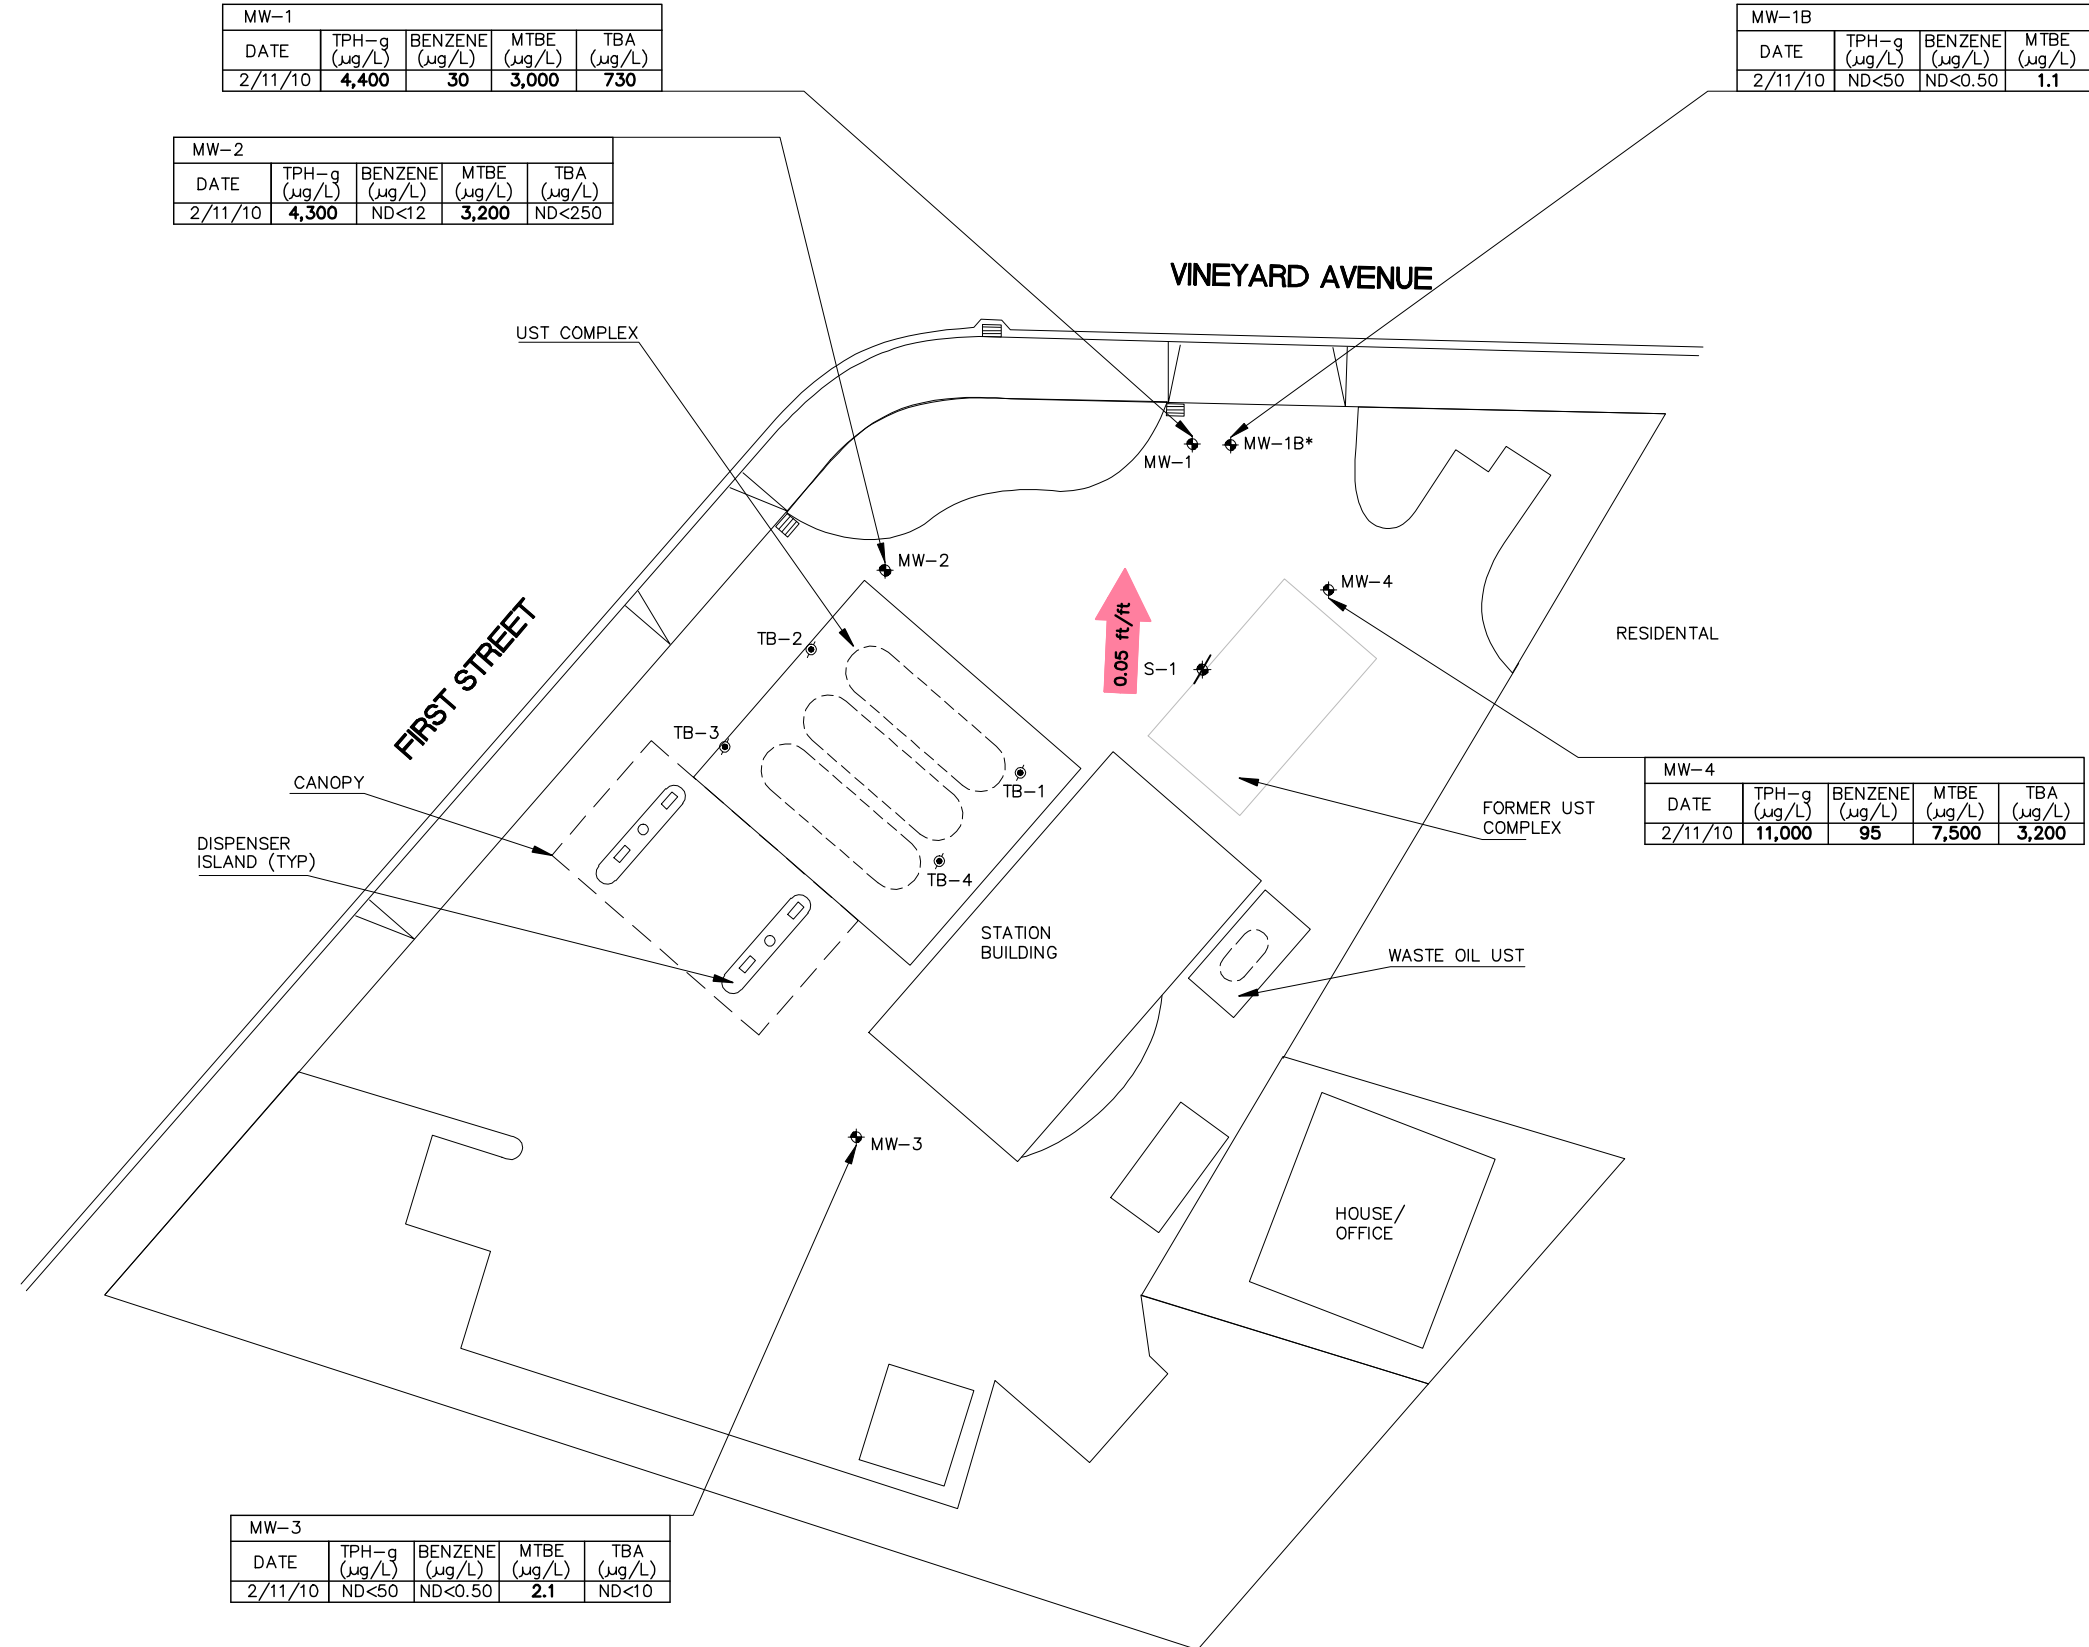 MW-1
DATE TPH-g (µg/L) BENZENE (µg/L) MTBE (µg/L) TBA (µg/L)
2/11/10 4,400 30 3,000 730
MW-1B
DATE TPH-g (µg/L) BENZENE (µg/L) MTBE (µg/L)
2/11/10 ND<50 ND<0.50 1.1
MW-2
DATE TPH-g (µg/L) BENZENE (µg/L) MTBE (µg/L) TBA (µg/L)
2/11/10 4,300 ND<12 3,200 ND<250
VINEYARD AVENUE
UST COMPLEX
MW-1
MW-1B*
MW-2
MW-4
0.05 ft/ft
S-1
RESIDENTAL
TB-2
FIRST STREET
TB-3
TB-1
CANOPY
DISPENSER
ISLAND (TYP)
TB-4
FORMER UST
COMPLEX
MW-4
DATE TPH-g (µg/L) BENZENE (µg/L) MTBE (µg/L) TBA (µg/L)
2/11/10 11,000 95 7,500 3,200
STATION
BUILDING
WASTE OIL UST
MW-3
HOUSE/
OFFICE
MW-3
DATE TPH-g (µg/L) BENZENE (µg/L) MTBE (µg/L) TBA (µg/L)
2/11/10 ND<50 ND<0.50 2.1 ND<10